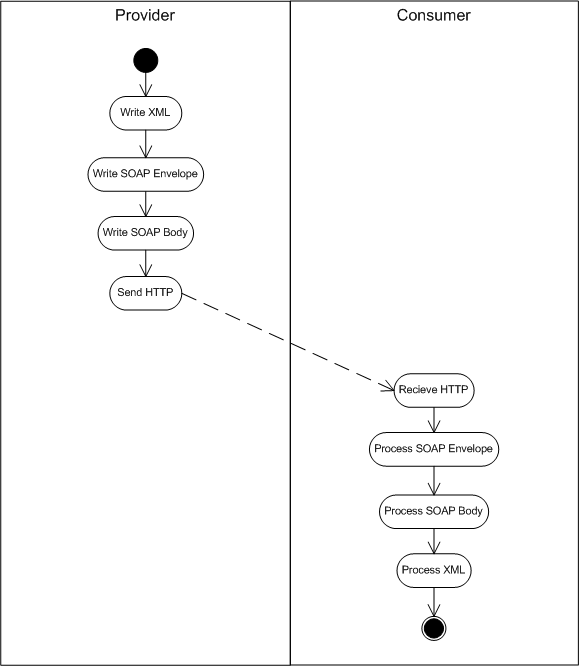 Provider
Consumer
Write XML
Write SOAP Envelope
Write SOAP Body
Send HTTP
Recieve HTTP
Process SOAP Envelope
Process SOAP Body
Process XML